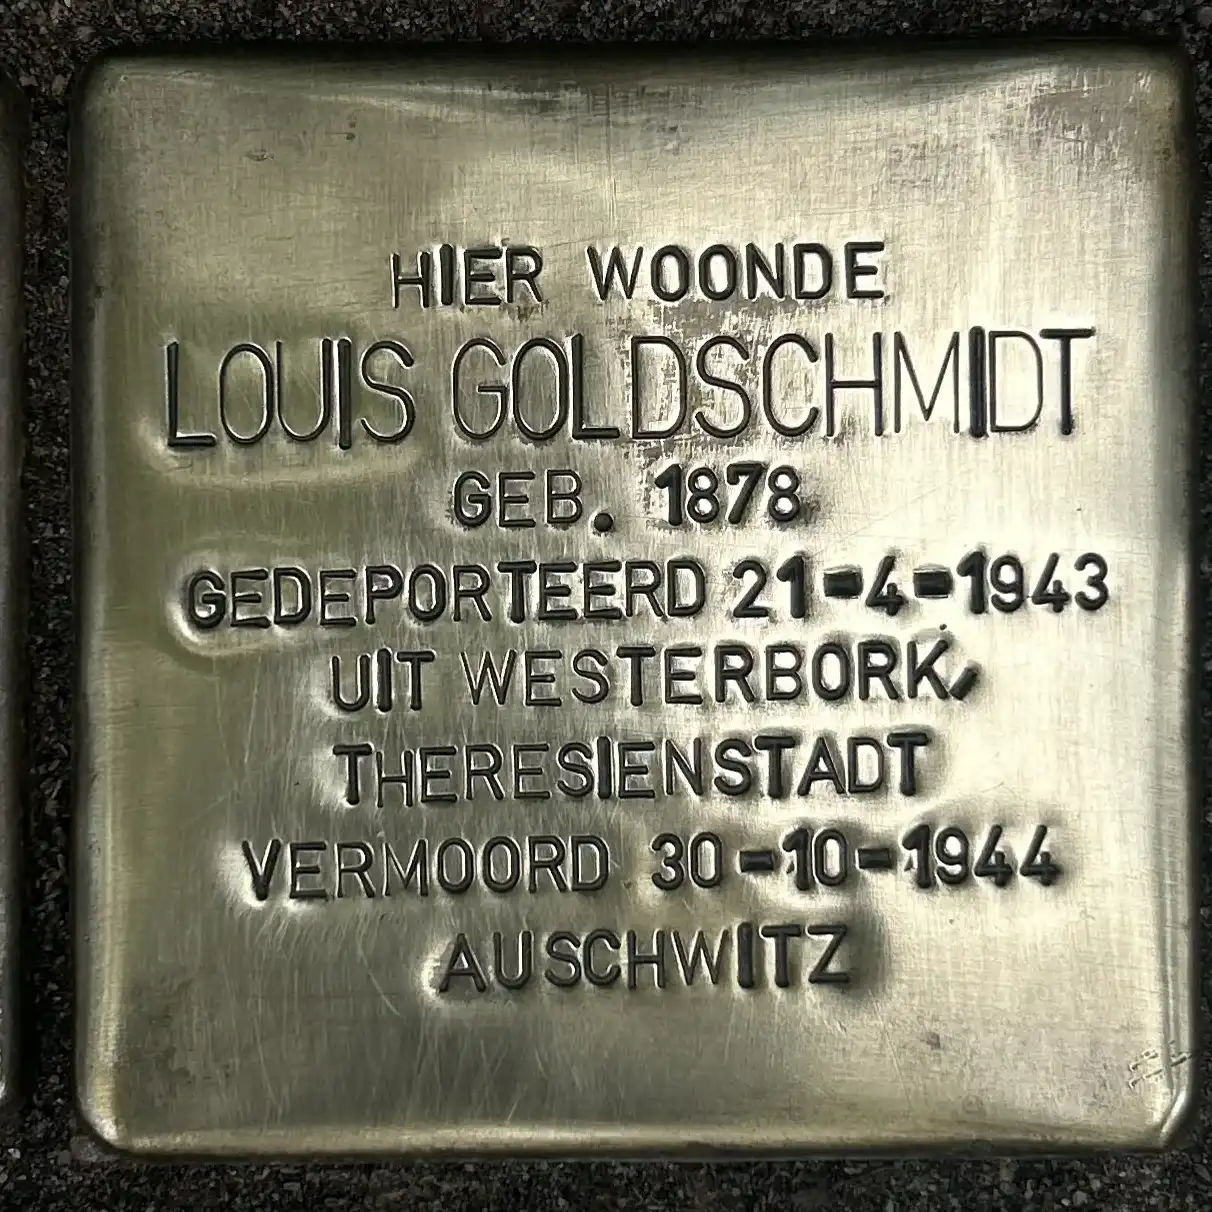 HIER WOONDE
LOUIS GOLDSCHMIDT
GEB. 1878
GEDEPORTEERD 21-4-1943
UIT WESTERBORK,
THERESIENSTADT
VERMOORD 30-10-1944
AUSCHWITZ